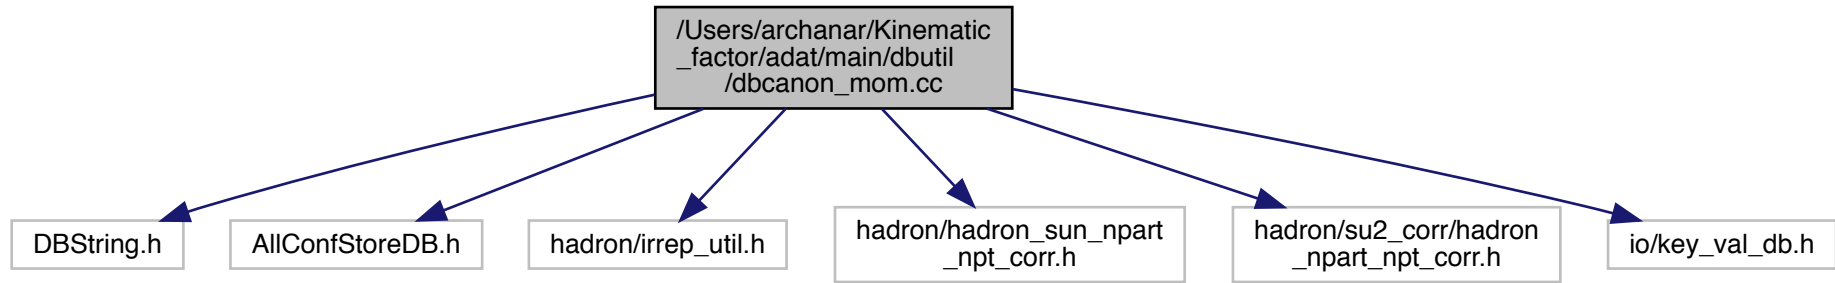 /Users/archanar/Kinematic
_factor/adat/main/dbutil
/dbcanon_mom.cc
DBString.h
AllConfStoreDB.h
hadron/irrep_util.h
hadron/hadron_sun_npart
_npt_corr.h
hadron/su2_corr/hadron
_npart_npt_corr.h
io/key_val_db.h